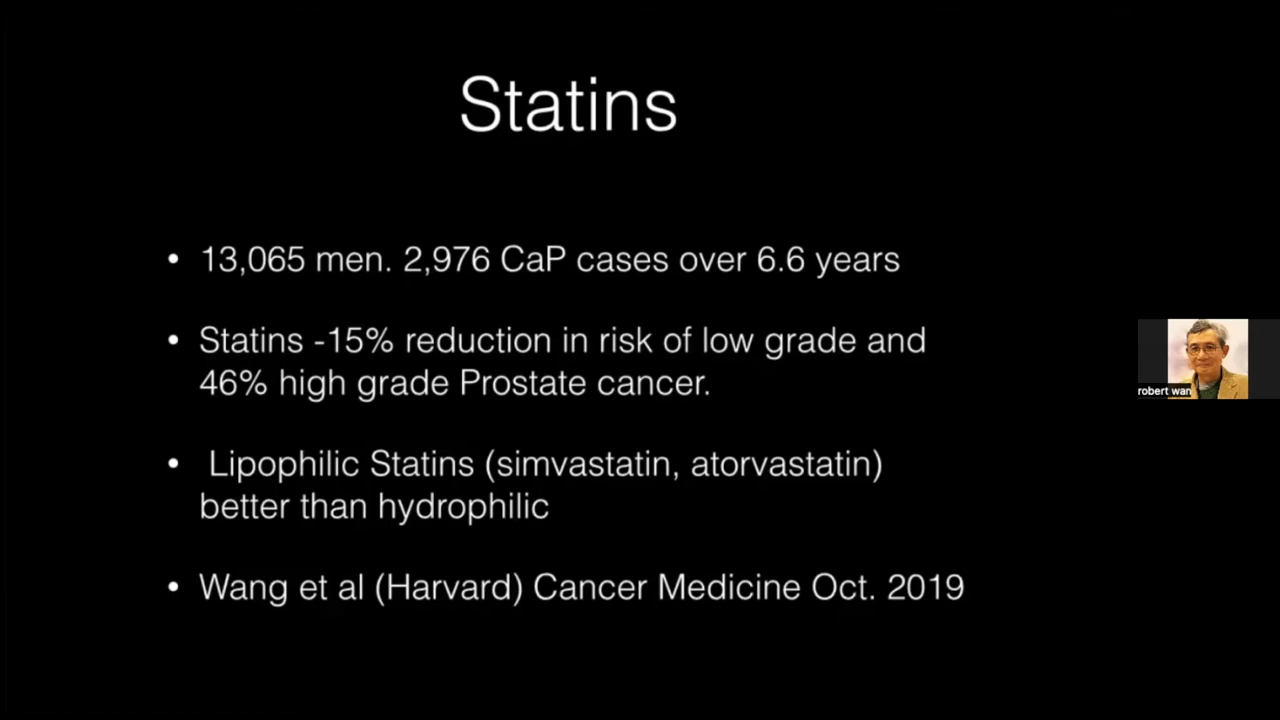 Statins
• 13,065 men. 2,976 CaP cases over 6.6 years
• Statins -15% reduction in risk of low grade and
46% high grade Prostate cancer.
• Lipophilic Statins (simvastatin, atorvastatin)
better than hydrophilic
• Wang et al (Harvard) Cancer Medicine Oct. 2019
robert wan